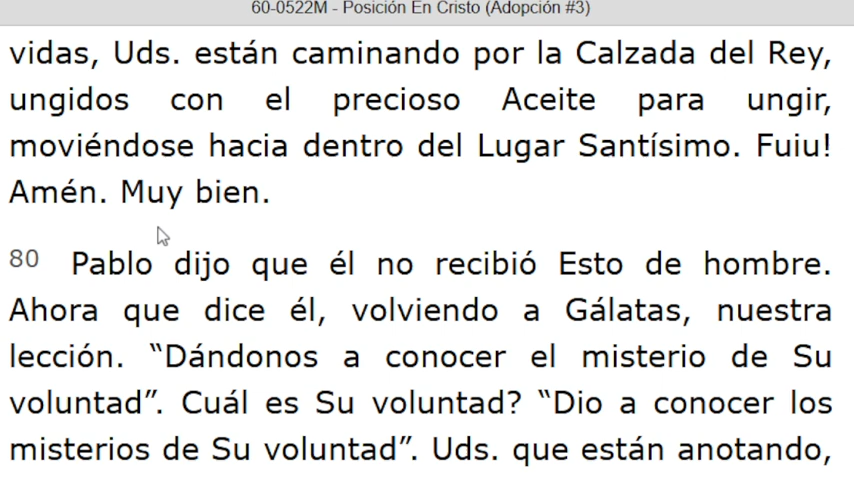 60-0522M - Posición En Cristo (Adopción #3)
vidas, Uds. están caminando por la Calzada del Rey,
ungidos con el precioso Aceite para ungir,
moviéndose hacia dentro del Lugar Santísimo. Fuiu!
Amén. Muy bien.
80 Pablo dijo que él no recibió Esto de hombre.
Ahora que dice él, volviendo a Gálatas, nuestra
lección. “Dándonos a conocer el misterio de Su
voluntad”. Cuál es Su voluntad? “Dio a conocer los
misterios de Su voluntad”. Uds. que están anotando,